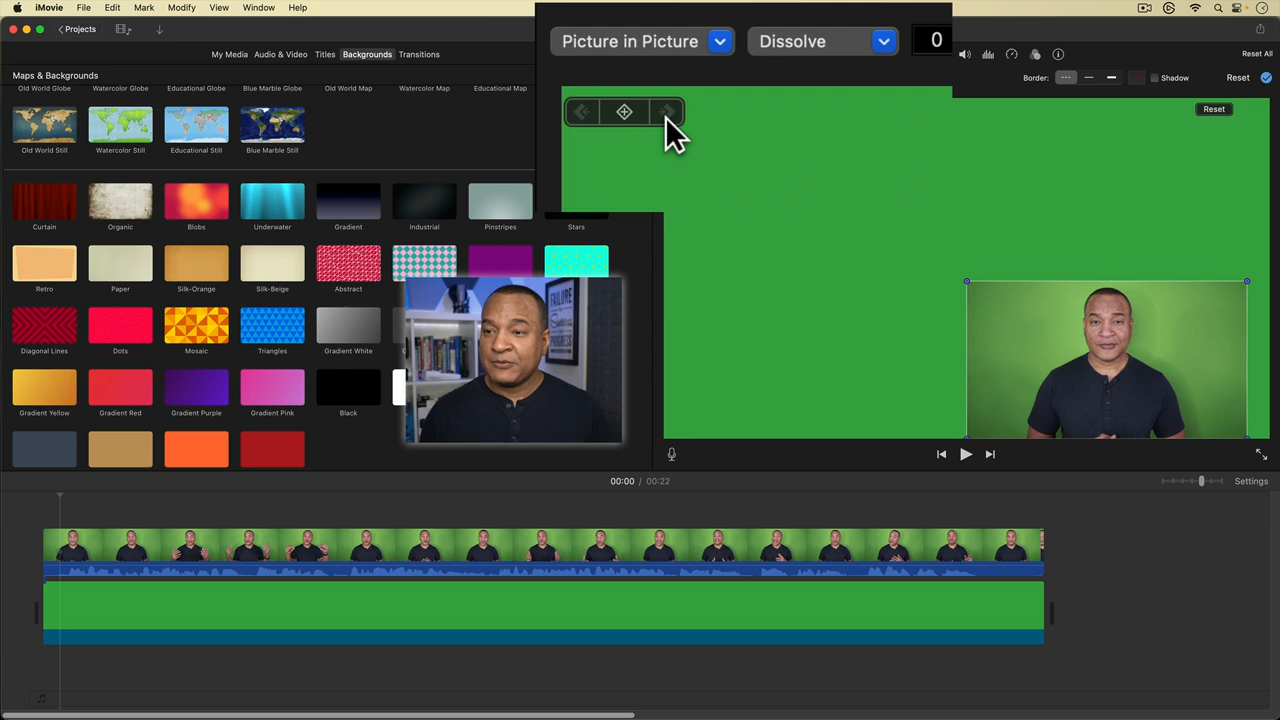 iMovie File Edit Mark Modify View Window Help
Projects
My Media Audio & Video Titles Backgrounds Transitions
Picture in Picture Dissolve 0
Reset All
Maps & Backgrounds
Border: Shadow Reset
Old World Globe Watercolor Globe Educational Globe Blue Marble Globe Old World Map Watercolor Map Educational Map
Reset
Old World Still Watercolor Still Educational Still Blue Marble Still
Curtain Organic Blobs Underwater Gradient Industrial Pinstripes Stars
Retro Paper Silk-Orange Silk-Beige Abstract
FAILURE
Diagonal Lines Dots Mosaic Triangles Gradient White
Gradient Yellow Gradient Red Gradient Purple Gradient Pink Black
00:00 / 00:22
Settings